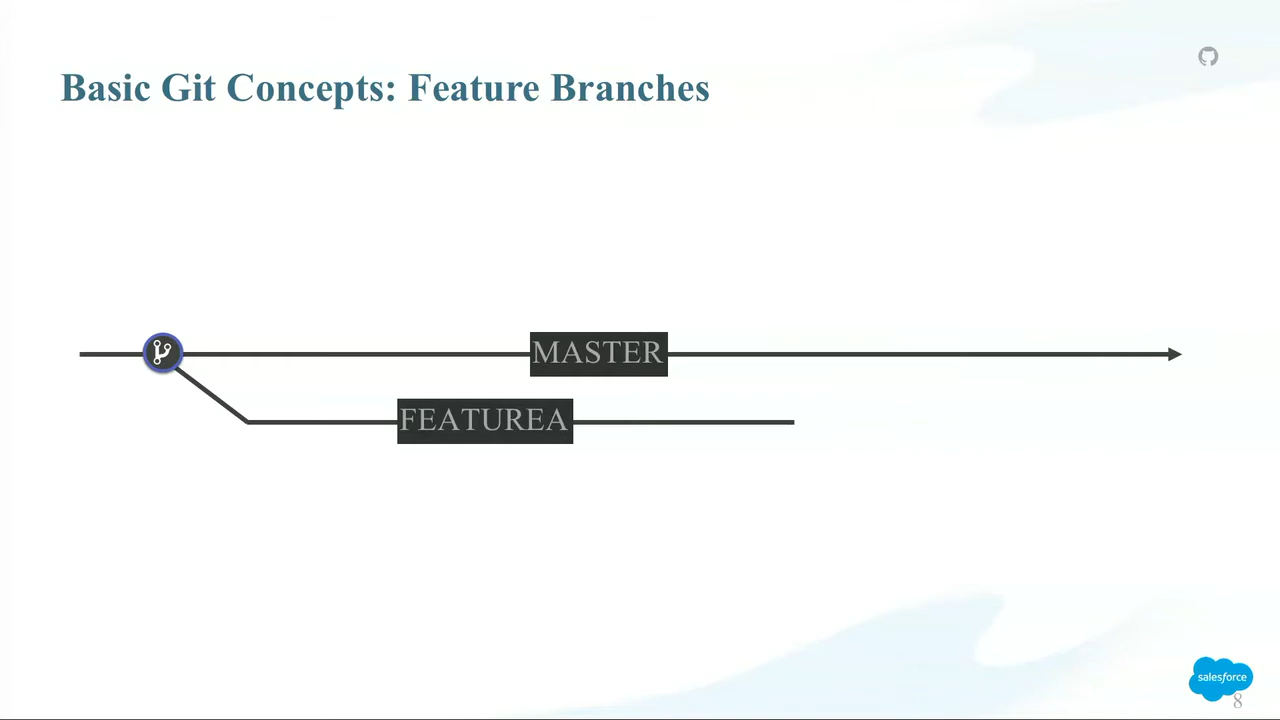 Basic Git Concepts: Feature Branches
MASTER
FEATUREA
salesforce
8